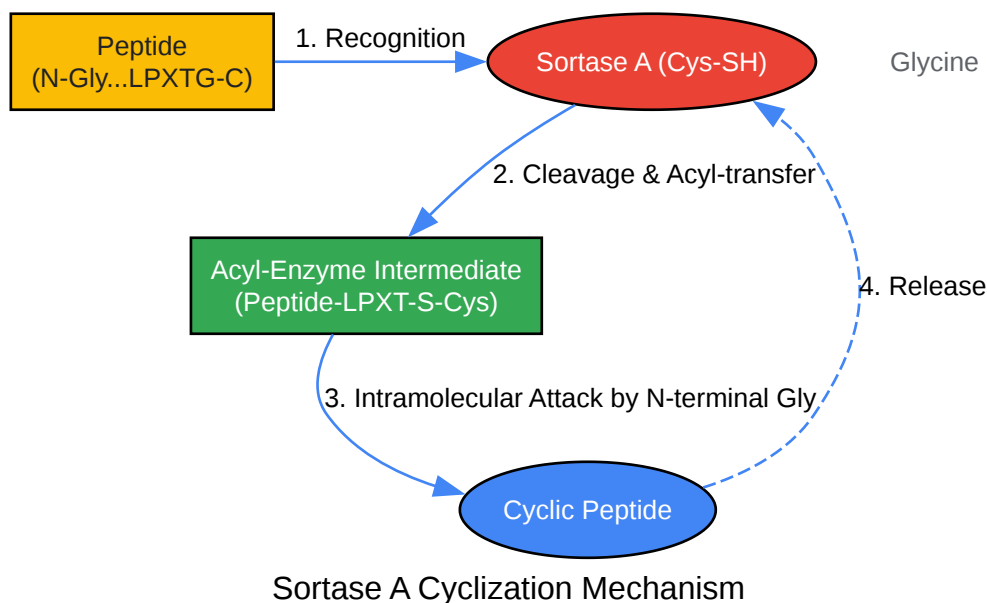 Peptide
(N-Gly...LPXTG-C)
1. Recognition
Sortase A (Cys-SH)
Glycine
2. Cleavage & Acyl-transfer
Acyl-Enzyme Intermediate
(Peptide-LPXT-S-Cys)
4. Release
3. Intramolecular Attack by N-terminal Gly
Cyclic Peptide
Sortase A Cyclization Mechanism